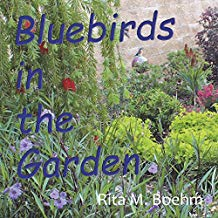 Bluebirds
in
the
Garden
Rita M. Boehm